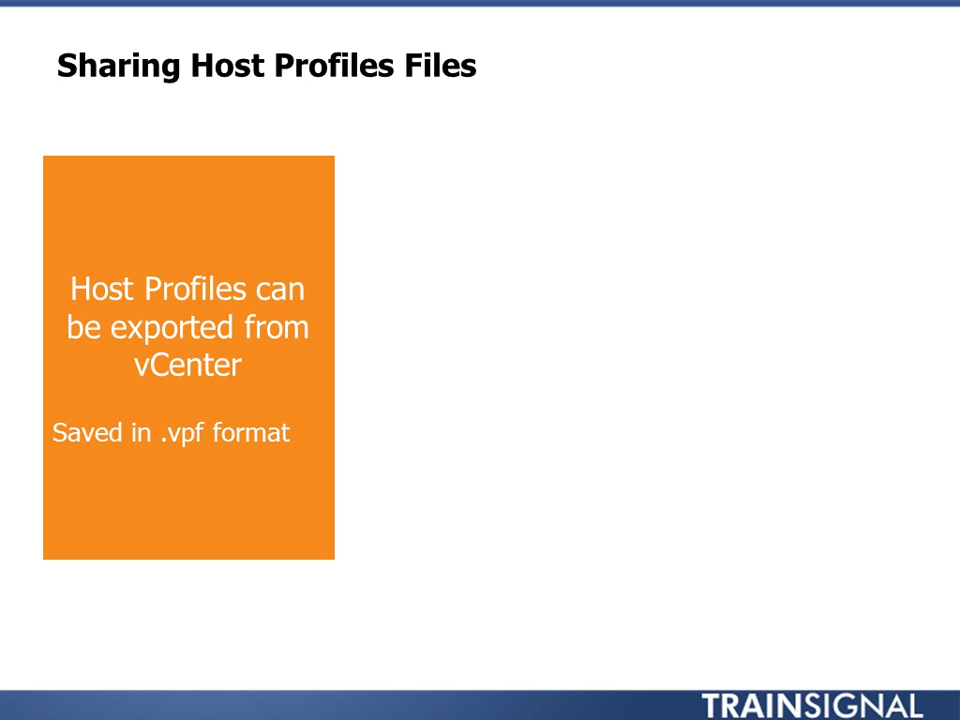 Sharing Host Profiles Files
Host Profiles can
be exported from
vCenter
Saved in .vpf format
TRAINSIGNAL